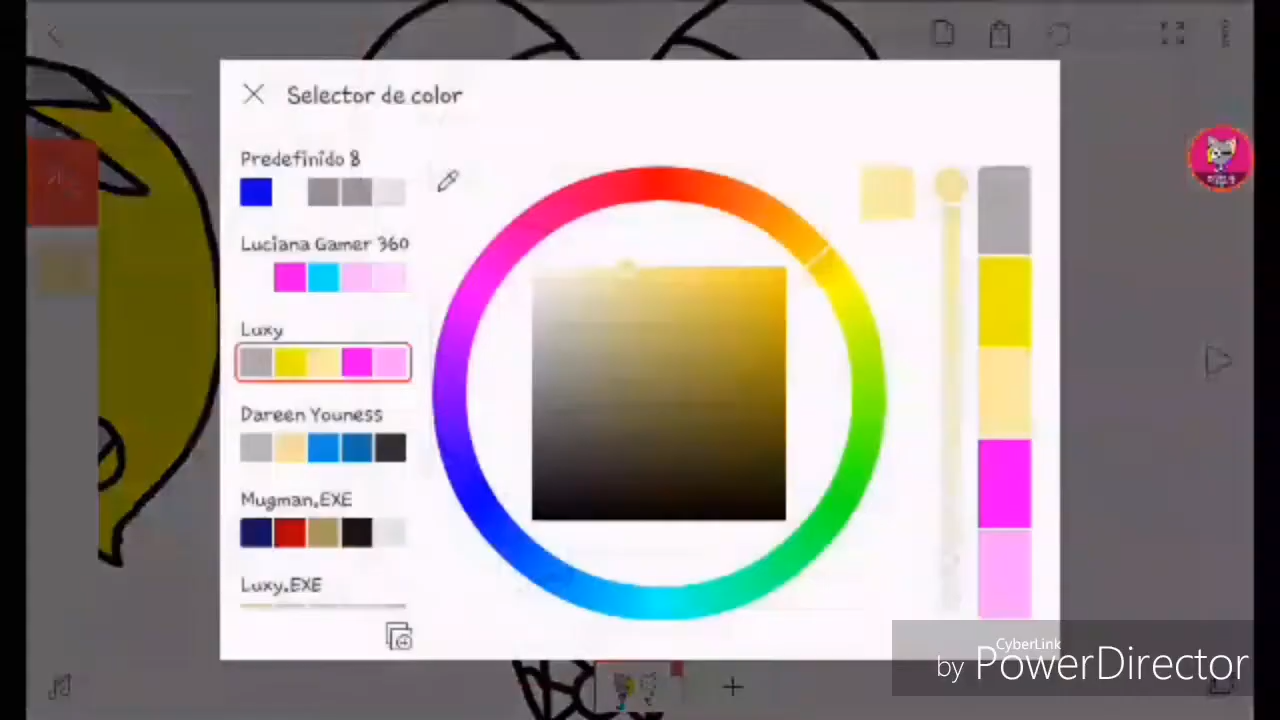 Selector de color
Predefinido 8
Luciana Gamer 360
Luxy
Dareen Youness
Mugman.EXE
Luxy.EXE
CyberLink
by PowerDirector